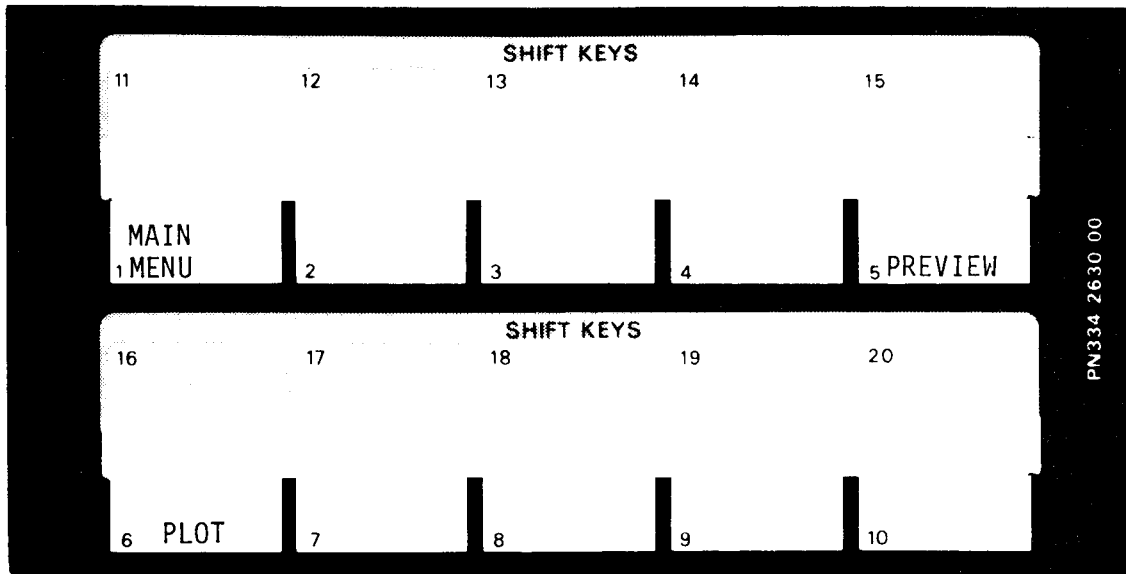 SHIFT KEYS
11 12 13 14 15
MAIN
1 MENU 2 3 4 5 PREVIEW
SHIFT KEYS
16 17 18 19 20
6 PLOT 7 8 9 10
PN334 2630 00